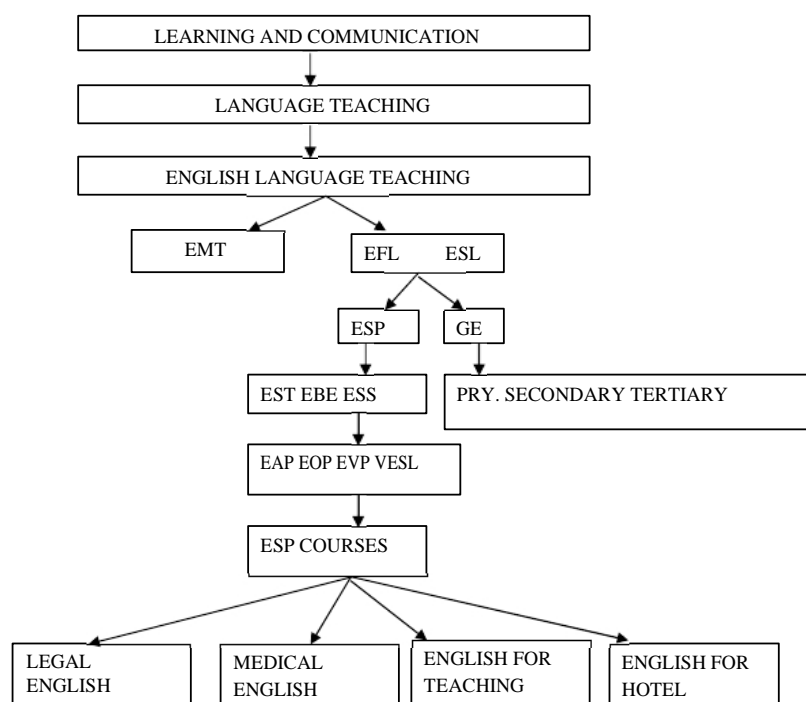 LEARNING AND COMMUNICATION
LANGUAGE TEACHING
ENGLISH LANGUAGE TEACHING
EMT
EFL ESL
ESP
GE
EST EBE ESS
PRY. SECONDARY TERTIARY
EAP EOP EVP VESL
ESP COURSES
LEGAL
ENGLISH
MEDICAL
ENGLISH
ENGLISH FOR
TEACHING
ENGLISH FOR
HOTEL